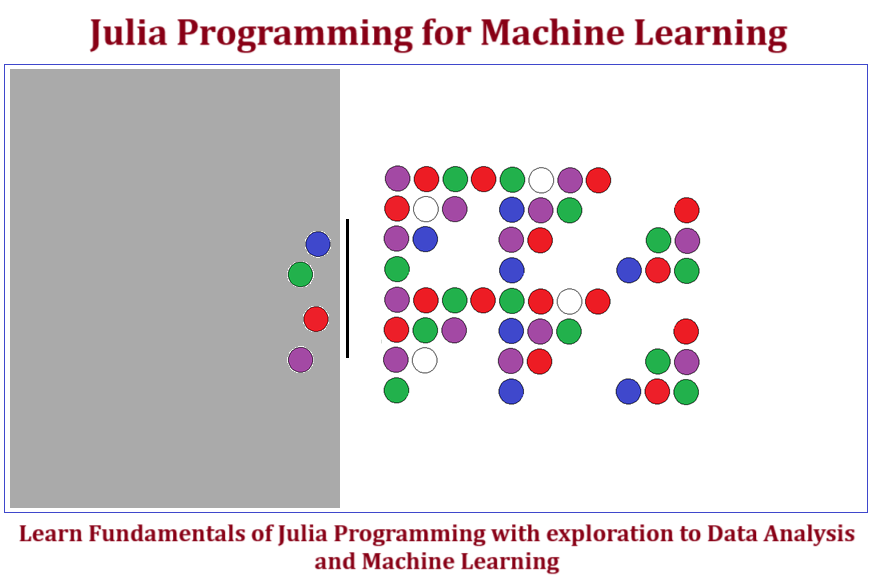 Julia Programming for Machine Learning
Learn Fundamentals of Julia Programming with exploration to Data Analysis
and Machine Learning